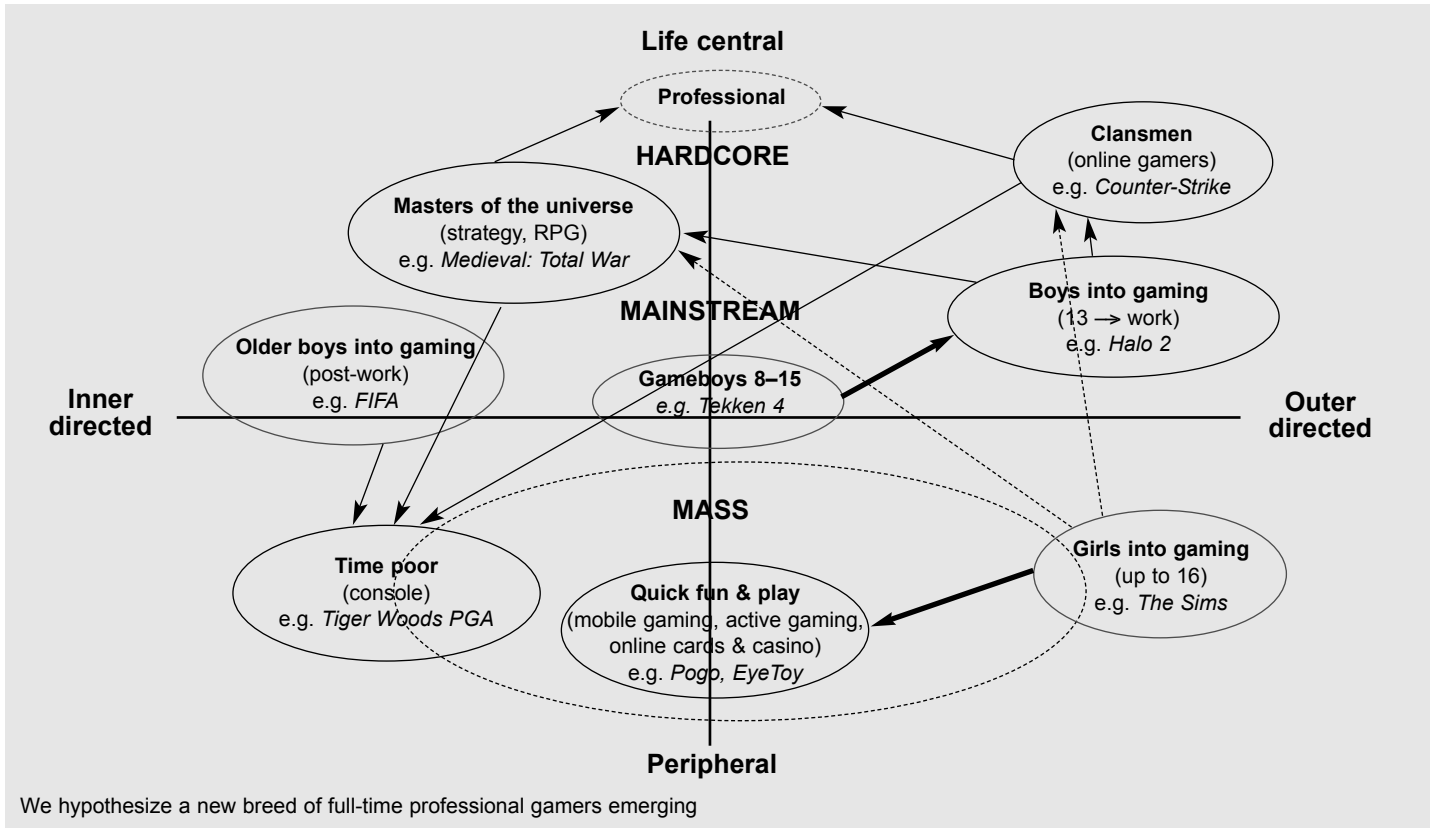 Life central
Professional
HARDCORE
Clansmen
(online gamers)
e.g. Counter-Strike
Masters of the universe
(strategy, RPG)
e.g. Medieval: Total War
MAINSTREAM
Boys into gaming
(13 → work)
e.g. Halo 2
Older boys into gaming
(post-work)
e.g. FIFA
Gameboys 8–15
e.g. Tekken 4
Inner
directed
Outer
directed
MASS
Time poor
(console)
e.g. Tiger Woods PGA
Quick fun & play
(mobile gaming, active gaming,
online cards & casino)
e.g. Pogo, EyeToy
Girls into gaming
(up to 16)
e.g. The Sims
Peripheral
We hypothesize a new breed of full-time professional gamers emerging